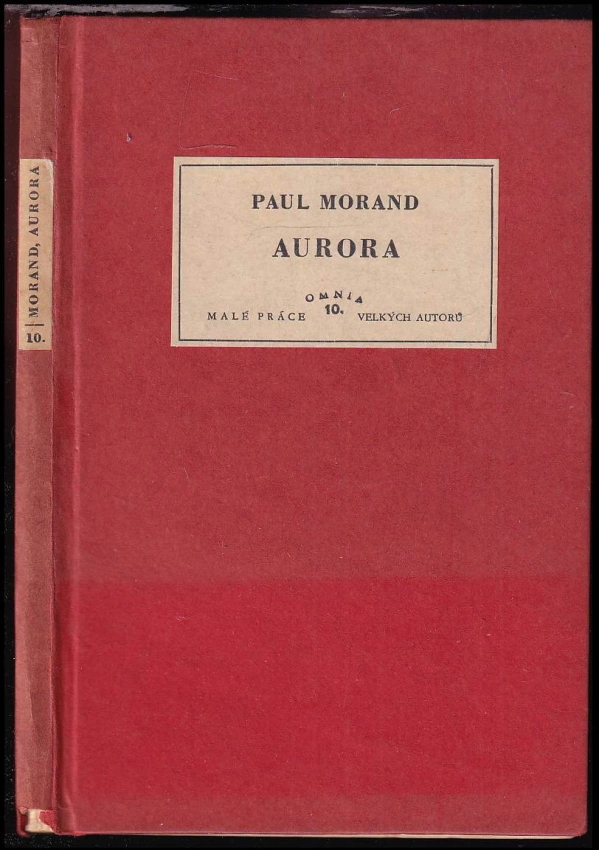 PAUL MORAND
AURORA
OMNIA
MALÉ PRÁCE 10. VELKÝCH AUTORŮ
MORAND, AURORA
10.